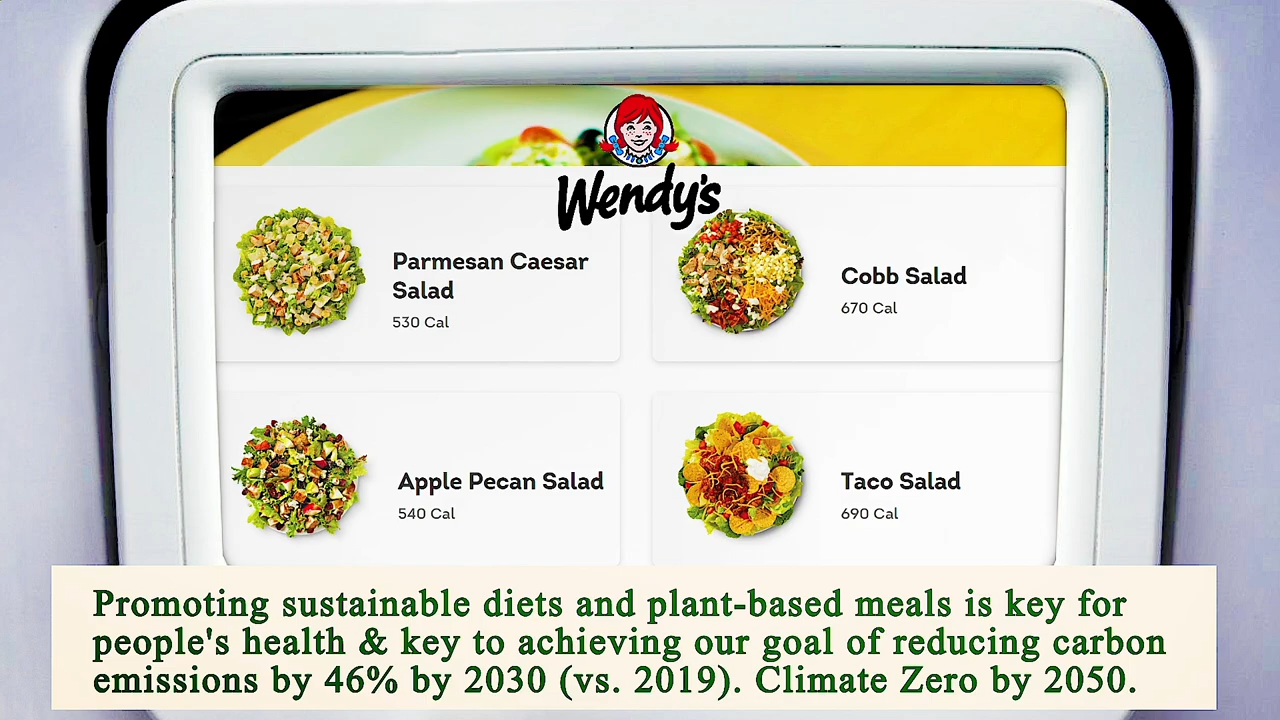 Wendy's
Parmesan Caesar
Salad
530 Cal
Cobb Salad
670 Cal
Apple Pecan Salad
540 Cal
Taco Salad
690 Cal
Promoting sustainable diets and plant-based meals is key for
people's health & key to achieving our goal of reducing carbon
emissions by 46% by 2030 (vs. 2019). Climate Zero by 2050.